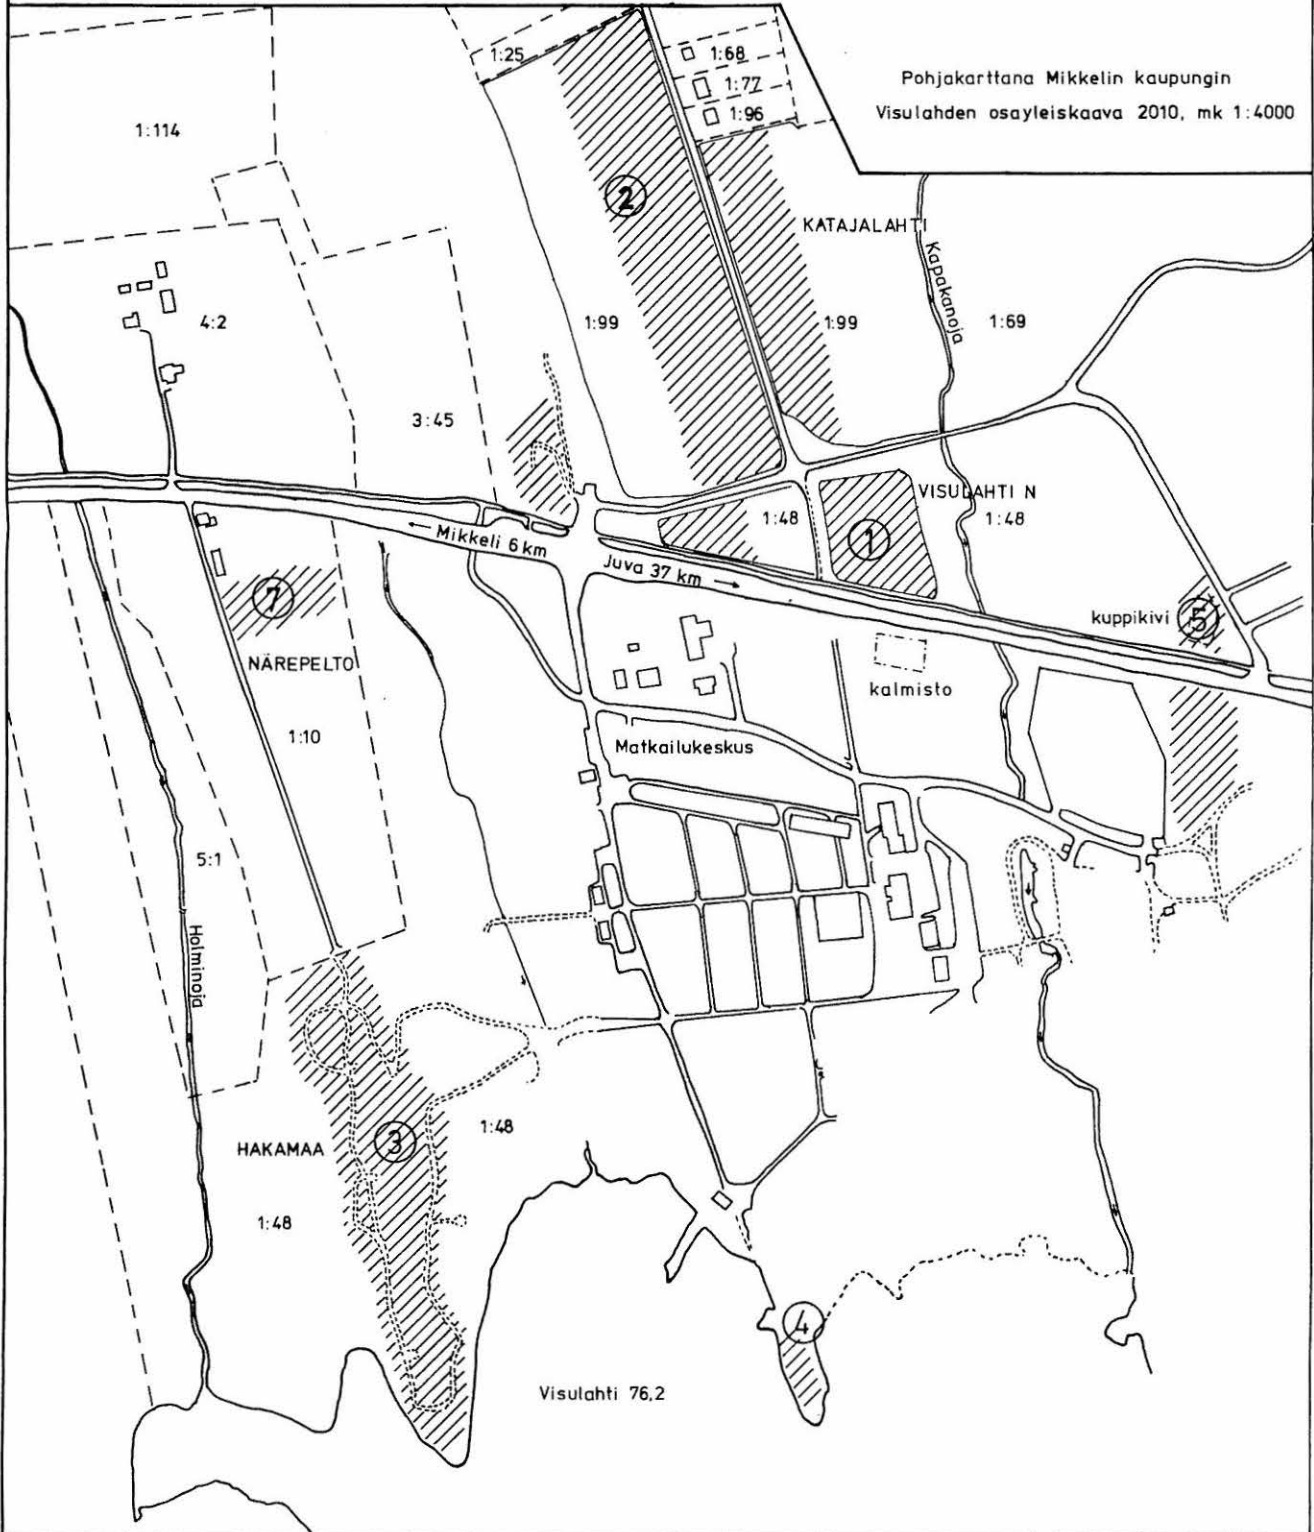 Pohjakarttana Mikkelin kaupungin
Visulahden osayleiskaava 2010, mk 1:4000
1:25
1:68
1:77
1:96
1:114
2
KATAJALAHTI
Kapakanoja
4:2
1:99
1:99
1:69
3:45
VISULAHTI N
1:48
1
1:48
← Mikkeli 6 km
Juva 37 km →
7
kuppikivi
5
NÄREPELTO
kalmisto
1:10
Matkailukeskus
5:1
Holminoja
HAKAMAA
3
1:48
1:48
4
Visulahti 76,2